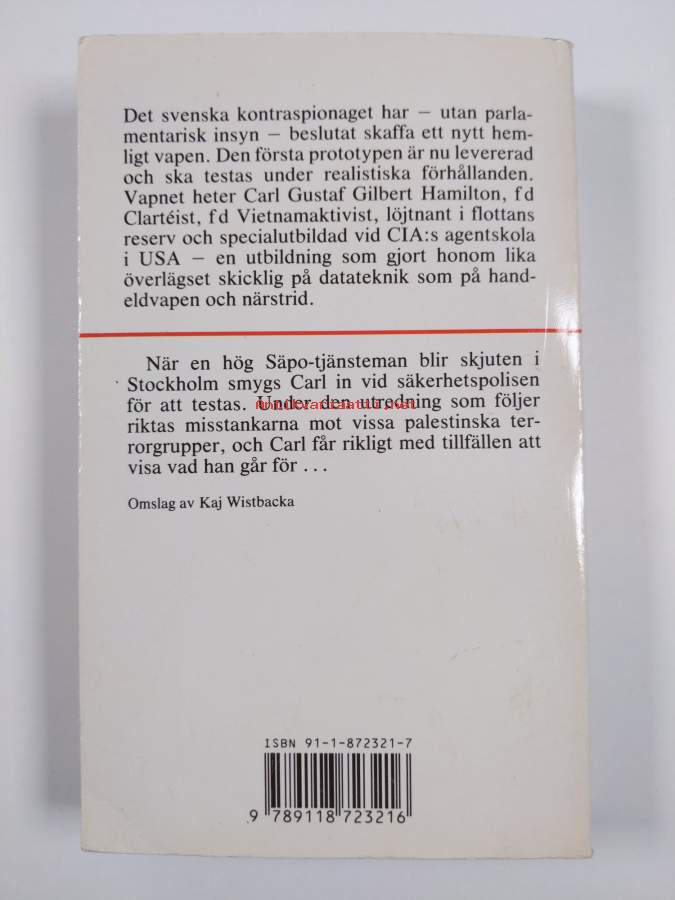 Det svenska kontraspionaget har – utan parla-
mentarisk insyn – beslutat skaffa ett nytt hem-
ligt vapen. Den första prototypen är nu levererad
och ska testas under realistiska förhållanden.
Vapnet heter Carl Gustaf Gilbert Hamilton, f d
Clartéist, f d Vietnamaktivist, löjtnant i flottans
reserv och specialutbildad vid CIA:s agentskola
i USA – en utbildning som gjort honom lika
överlägset skicklig på datateknik som på hand-
eldvapen och närstrid.
När en hög Säpo-tjänsteman blir skjuten i
Stockholm smygs Carl in vid säkerhetspolisen
för att testas. Under den utredning som följer
antikvariaatti.net
riktas misstankarna mot vissa palestinska ter-
rorgrupper, och Carl får rikligt med tillfällen att
visa vad han går för ...
Omslag av Kaj Wistbacka
ISBN 91-1-872321-7
9 789118 723216